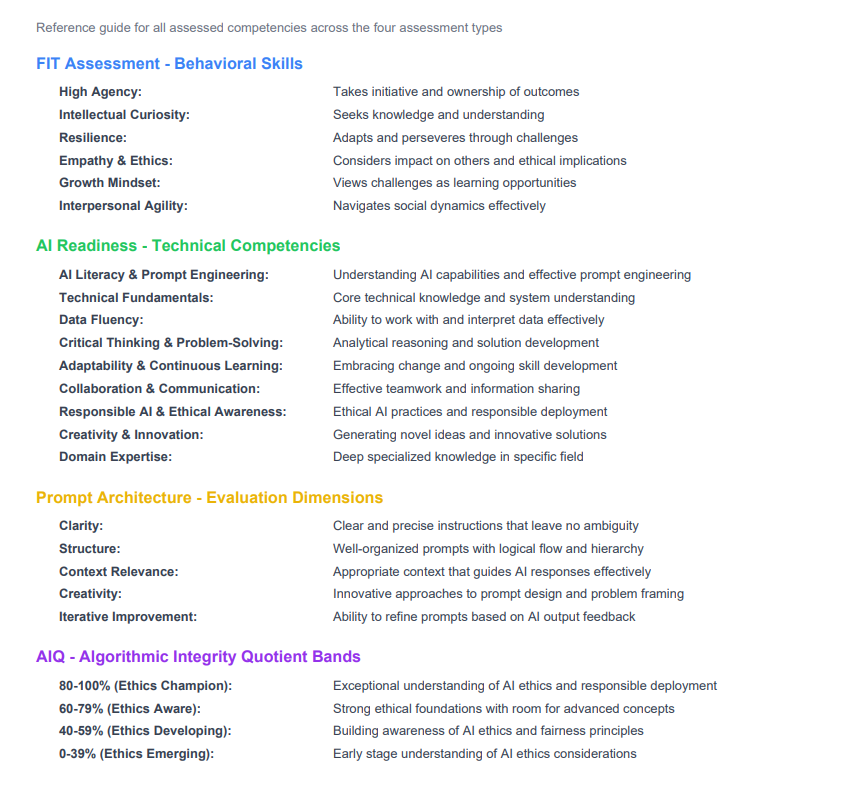 Reference guide for all assessed competencies across the four assessment types
FIT Assessment - Behavioral Skills
High Agency: Takes initiative and ownership of outcomes
Intellectual Curiosity: Seeks knowledge and understanding
Resilience: Adapts and perseveres through challenges
Empathy & Ethics: Considers impact on others and ethical implications
Growth Mindset: Views challenges as learning opportunities
Interpersonal Agility: Navigates social dynamics effectively
AI Readiness - Technical Competencies
AI Literacy & Prompt Engineering: Understanding AI capabilities and effective prompt engineering
Technical Fundamentals: Core technical knowledge and system understanding
Data Fluency: Ability to work with and interpret data effectively
Critical Thinking & Problem-Solving: Analytical reasoning and solution development
Adaptability & Continuous Learning: Embracing change and ongoing skill development
Collaboration & Communication: Effective teamwork and information sharing
Responsible AI & Ethical Awareness: Ethical AI practices and responsible deployment
Creativity & Innovation: Generating novel ideas and innovative solutions
Domain Expertise: Deep specialized knowledge in specific field
Prompt Architecture - Evaluation Dimensions
Clarity: Clear and precise instructions that leave no ambiguity
Structure: Well-organized prompts with logical flow and hierarchy
Context Relevance: Appropriate context that guides AI responses effectively
Creativity: Innovative approaches to prompt design and problem framing
Iterative Improvement: Ability to refine prompts based on AI output feedback
AIQ - Algorithmic Integrity Quotient Bands
80-100% (Ethics Champion): Exceptional understanding of AI ethics and responsible deployment
60-79% (Ethics Aware): Strong ethical foundations with room for advanced concepts
40-59% (Ethics Developing): Building awareness of AI ethics and fairness principles
0-39% (Ethics Emerging): Early stage understanding of AI ethics considerations